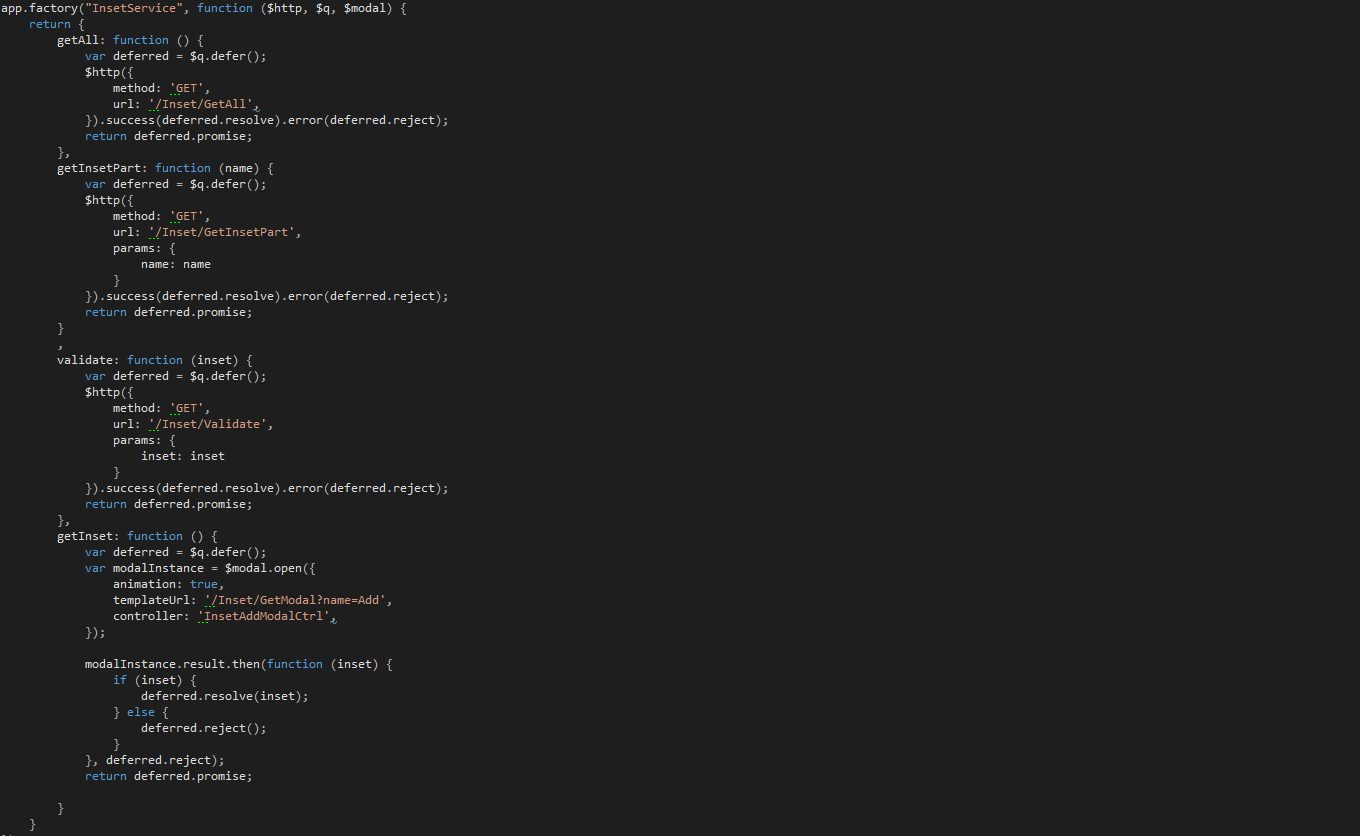 app.factory("InsetService", function ($http, $q, $modal) {
    return {
        getAll: function () {
            var deferred = $q.defer();
            $http({
                method: 'GET',
                url: '/Inset/GetAll',
            }).success(deferred.resolve).error(deferred.reject);
            return deferred.promise;
        },
        getInsetPart: function (name) {
            var deferred = $q.defer();
            $http({
                method: 'GET',
                url: '/Inset/GetInsetPart',
                params: {
                    name: name
                }
            }).success(deferred.resolve).error(deferred.reject);
            return deferred.promise;
        }
        ,
        validate: function (inset) {
            var deferred = $q.defer();
            $http({
                method: 'GET',
                url: '/Inset/Validate',
                params: {
                    inset: inset
                }
            }).success(deferred.resolve).error(deferred.reject);
            return deferred.promise;
        },
        getInset: function () {
            var deferred = $q.defer();
            var modalInstance = $modal.open({
                animation: true,
                templateUrl: '/Inset/GetModal?name=Add',
                controller: 'InsetAddModalCtrl',
            });

            modalInstance.result.then(function (inset) {
                if (inset) {
                    deferred.resolve(inset);
                } else {
                    deferred.reject();
                }
            }, deferred.reject);
            return deferred.promise;

        }
    }